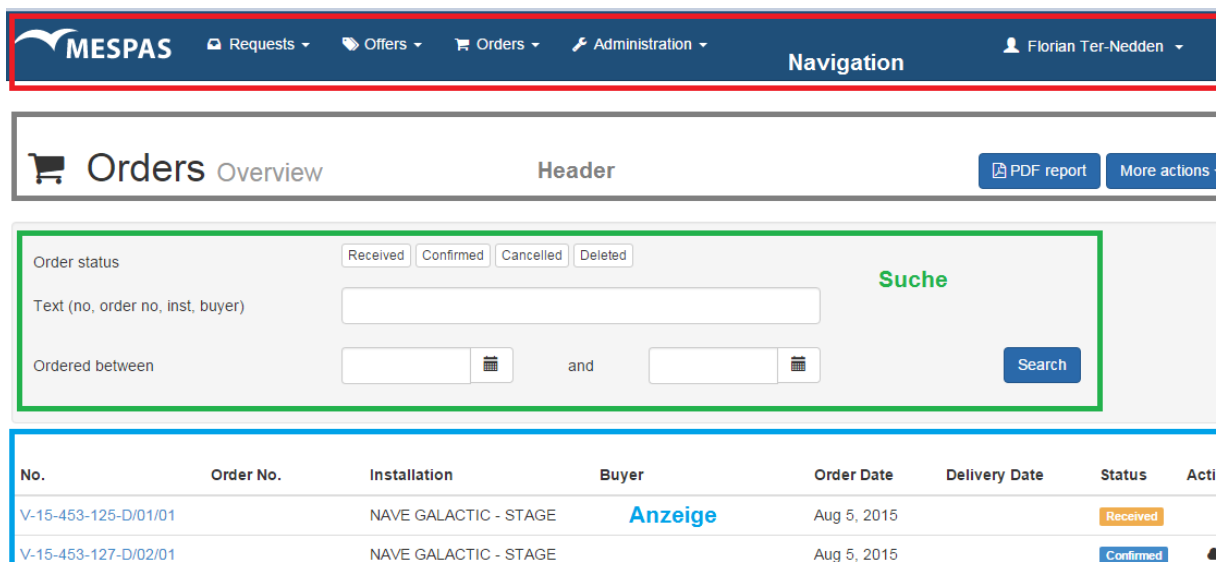 MESPAS Requests Offers Orders Administration Navigation Florian Ter-Nedden
Orders Overview Header PDF report More actions
Order status Received Confirmed Cancelled Deleted
Suche
Text (no, order no, inst, buyer)
Ordered between and Search
No. Order No. Installation Buyer Order Date Delivery Date Status Acti
V-15-453-125-D/01/01 NAVE GALACTIC - STAGE Anzeige Aug 5, 2015 Received
V-15-453-127-D/02/01 NAVE GALACTIC - STAGE Aug 5, 2015 Confirmed